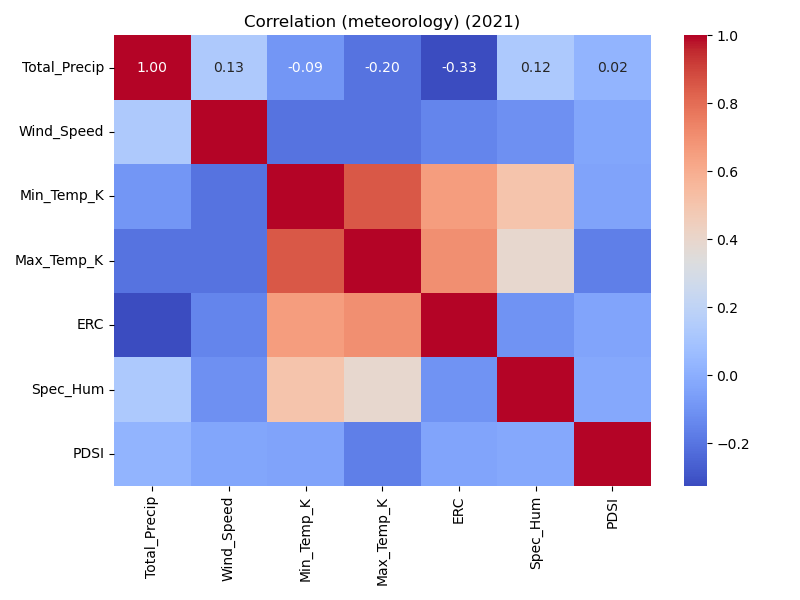 Correlation (meteorology) (2021)
Total_Precip 1.00 0.13 -0.09 -0.20 -0.33 0.12 0.02
Wind_Speed
Min_Temp_K
Max_Temp_K
ERC
Spec_Hum
PDSI
Total_Precip Wind_Speed Min_Temp_K Max_Temp_K ERC Spec_Hum PDSI
1.0
0.8
0.6
0.4
0.2
0.0
−0.2